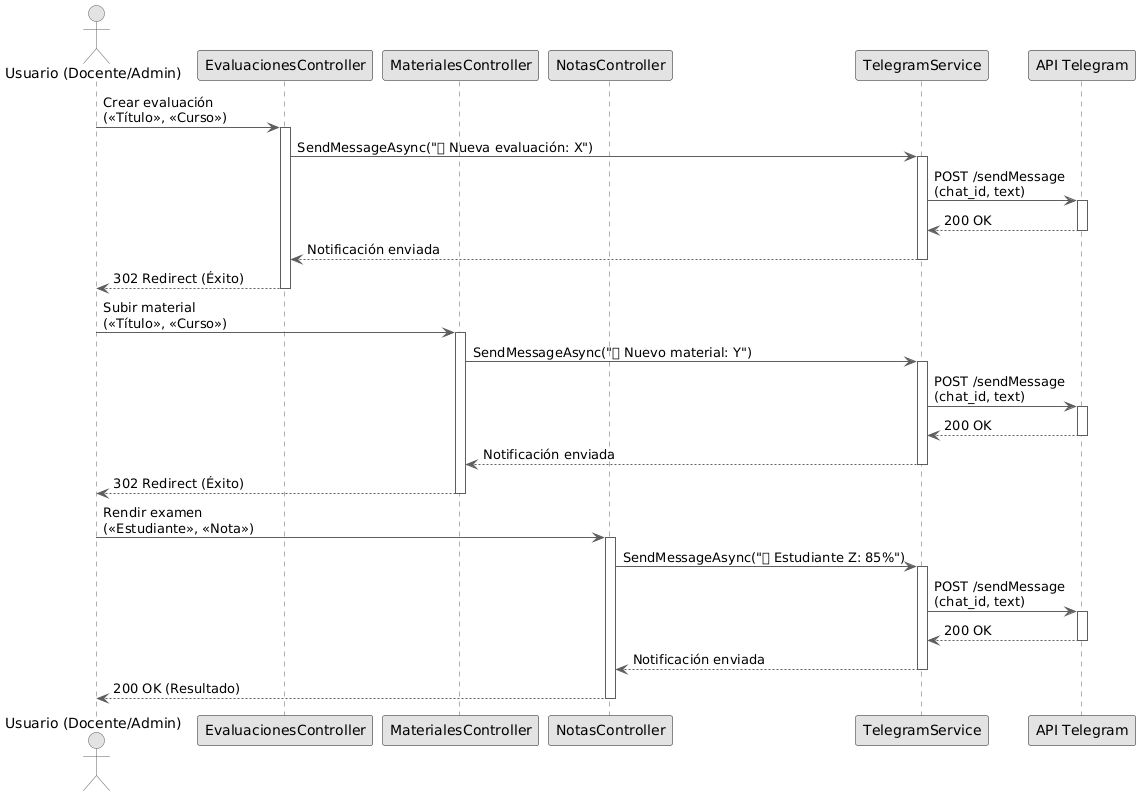 Usuario (Docente/Admin)
EvaluacionesController
MaterialesController
NotasController
TelegramService
API Telegram
Crear evaluación
(«Título», «Curso»)
SendMessageAsync("▯ Nueva evaluación: X")
POST /sendMessage
(chat_id, text)
200 OK
Notificación enviada
302 Redirect (Éxito)
Subir material
(«Título», «Curso»)
SendMessageAsync("▯ Nuevo material: Y")
POST /sendMessage
(chat_id, text)
200 OK
Notificación enviada
302 Redirect (Éxito)
Rendir examen
(«Estudiante», «Nota»)
SendMessageAsync("▯ Estudiante Z: 85%")
POST /sendMessage
(chat_id, text)
200 OK
Notificación enviada
200 OK (Resultado)
Usuario (Docente/Admin)
EvaluacionesController
MaterialesController
NotasController
TelegramService
API Telegram